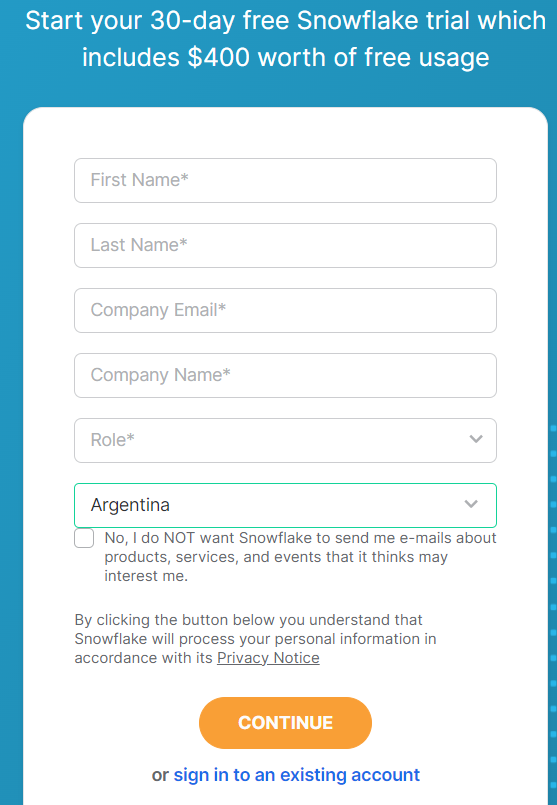 Start your 30-day free Snowflake trial which
includes $400 worth of free usage
First Name*
Last Name*
Company Email*
Company Name*
Role*
Argentina
No, I do NOT want Snowflake to send me e-mails about
products, services, and events that it thinks may
interest me.
By clicking the button below you understand that
Snowflake will process your personal information in
accordance with its Privacy Notice
CONTINUE
or sign in to an existing account